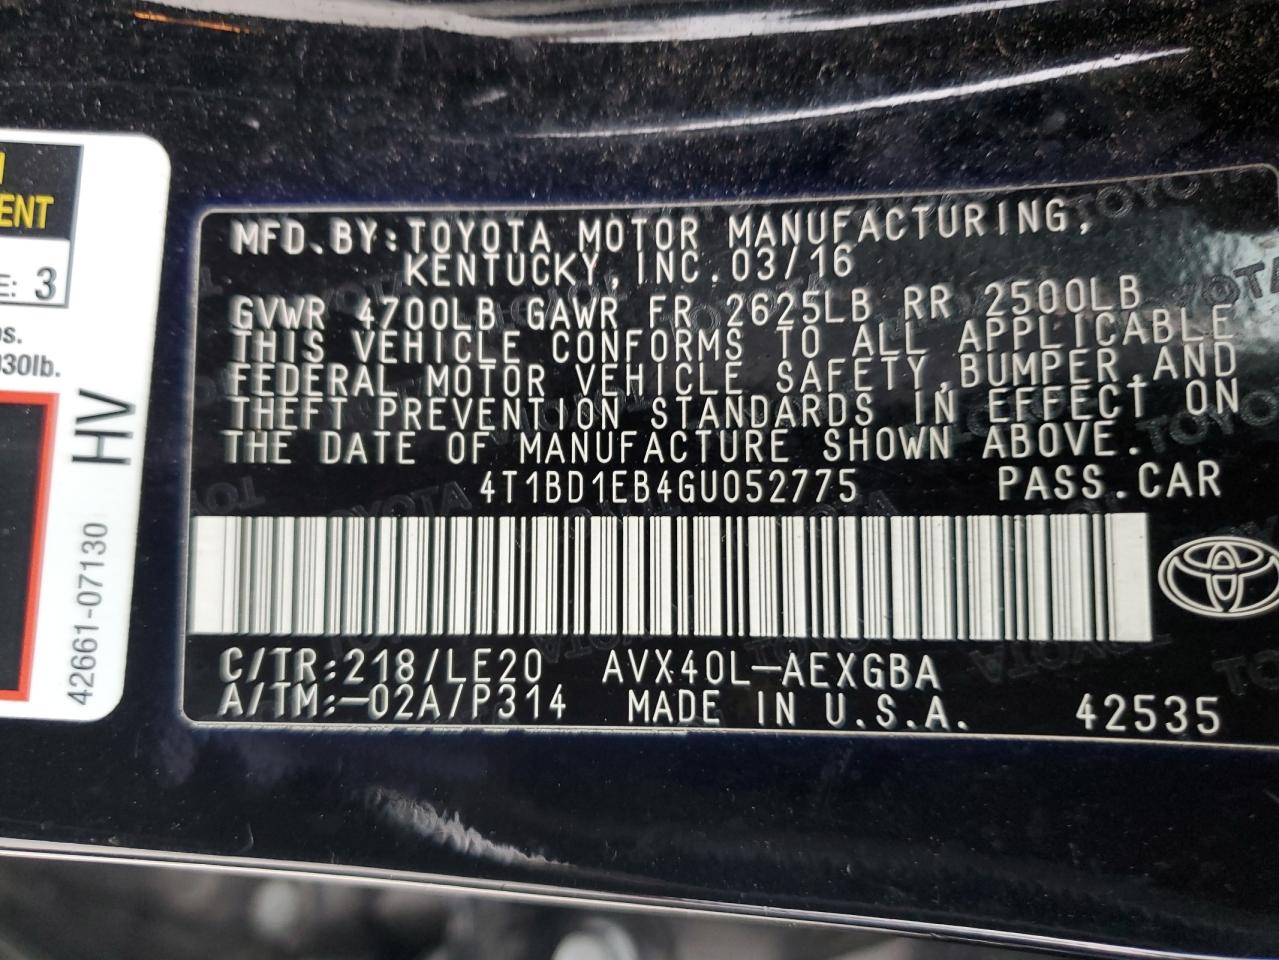 ENT
E: 3
s.
030lb.
HV
42661-07130
MFD.BY:TOYOTA MOTOR MANUFACTURING,
KENTUCKY,INC.03/16
GVWR 4700LB GAWR FR 2625LB RR 2500LB
THIS VEHICLE CONFORMS TO ALL APPLICABLE
FEDERAL MOTOR VEHICLE SAFETY,BUMPER,AND
THEFT PREVENTION STANDARDS IN EFFECT ON
THE DATE OF MANUFACTURE SHOWN ABOVE.
4T1BD1EB4GU052775 PASS.CAR
C/TR:218/LE20 AVX40L-AEXGBA
A/TM:-02A/P314 MADE IN U.S.A. 42535